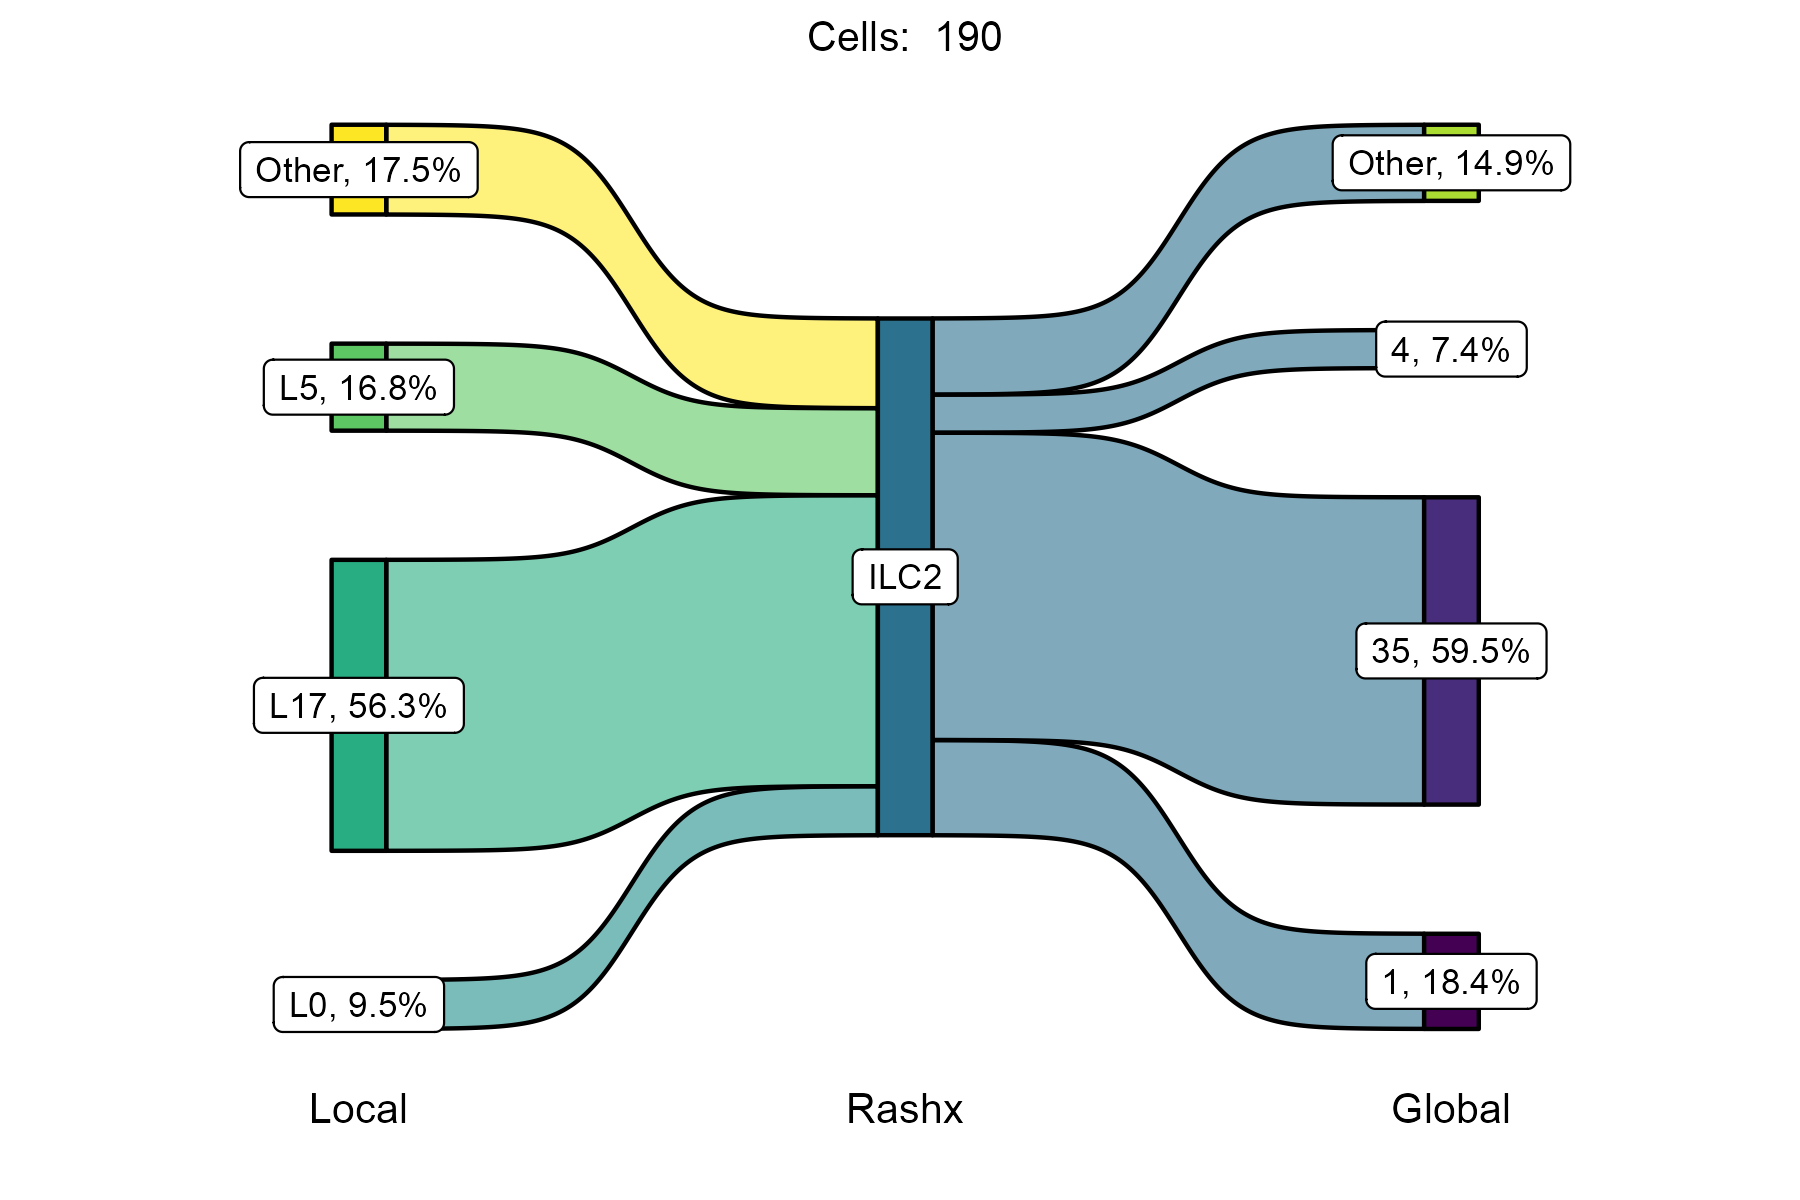 Cells:  190
Other, 17.5%
L5, 16.8%
L17, 56.3%
L0, 9.5%
ILC2
Other, 14.9%
4, 7.4%
35, 59.5%
1, 18.4%
Local
Rashx
Global